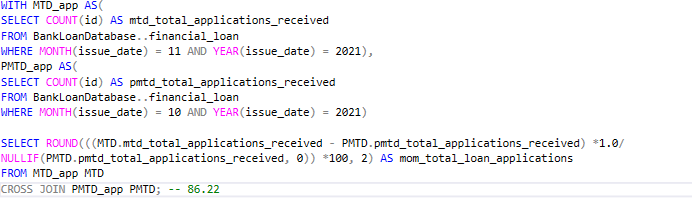 WITH MTD_app AS(
SELECT COUNT(id) AS mtd_total_applications_received
FROM BankLoanDatabase..financial_loan
WHERE MONTH(issue_date) = 11 AND YEAR(issue_date) = 2021),
PMTD_app AS(
SELECT COUNT(id) AS pmtd_total_applications_received
FROM BankLoanDatabase..financial_loan
WHERE MONTH(issue_date) = 10 AND YEAR(issue_date) = 2021)
SELECT ROUND(((MTD.mtd_total_applications_received - PMTD.pmtd_total_applications_received) *1.0/
NULLIF(PMTD.pmtd_total_applications_received, 0)) *100, 2) AS mom_total_loan_applications
FROM MTD_app MTD
CROSS JOIN PMTD_app PMTD; -- 86.22